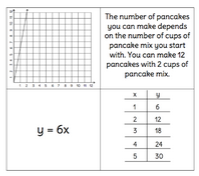 The number of pancakes
you can make depends
on the number of cups of
pancake mix you start
with. You can make 12
pancakes with 2 cups of
pancake mix.
y = 6x
x y
1 6
2 12
3 18
4 24
5 30